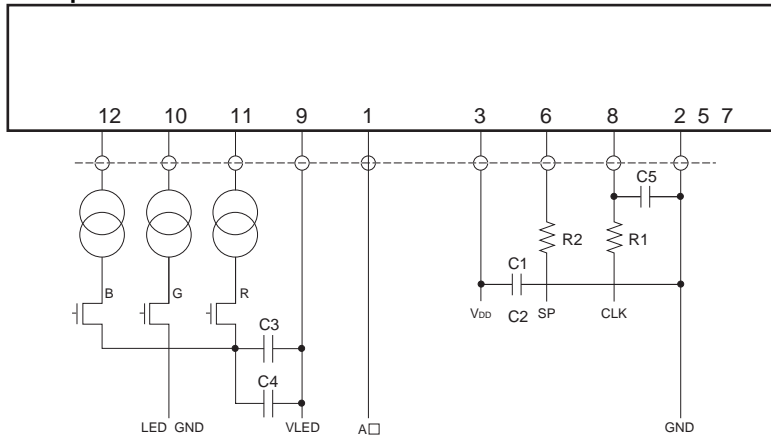 12 10 11 9 1 3 6 8 2 5 7
C5
R2 R1
C1
B G R
VDD C2 SP CLK
C3
C4
LED GND VLED A□ GND